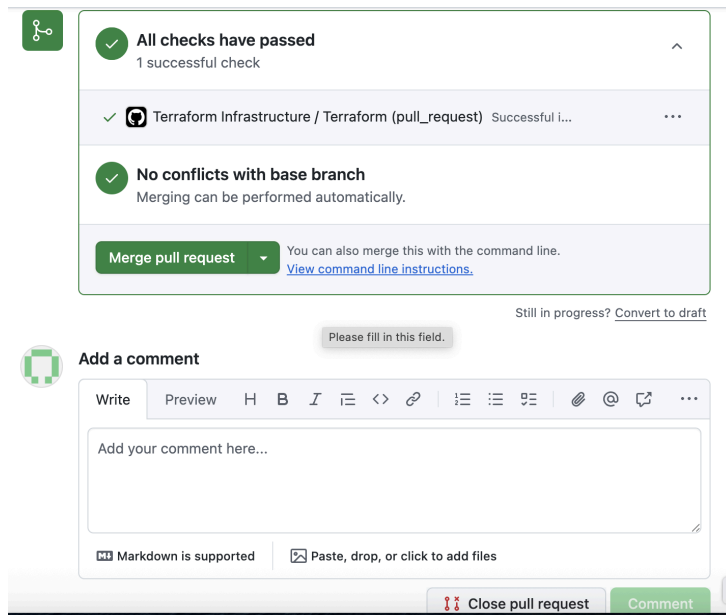 All checks have passed
1 successful check
Terraform Infrastructure / Terraform (pull_request) Successful i...
No conflicts with base branch
Merging can be performed automatically.
Merge pull request
You can also merge this with the command line.
View command line instructions.
Still in progress? Convert to draft
Please fill in this field.
Add a comment
Write Preview H B I
Add your comment here...
Markdown is supported
Paste, drop, or click to add files
Close pull request
Comment